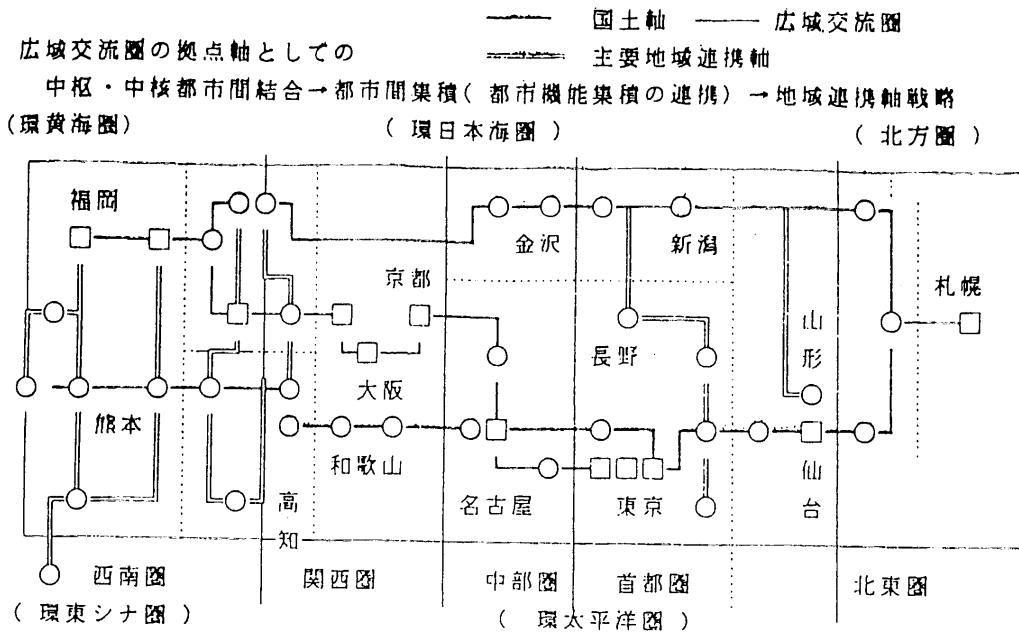 国土軸 広域交流圏
広域交流圏の拠点軸としての 主要地域連携軸
中枢・中核都市間結合→都市間集積(都市機能集積の連携)→地域連携軸戦略
(環黄海圏) (環日本海圏) (北方圏)
福岡
金沢 新潟
京都 札幌
山形
長野
大阪
熊本
和歌山
高知
名古屋 東京 仙台
西南圏 関西圏 中部圏 首都圏 北東圏
(環東シナ圏) (環太平洋圏)